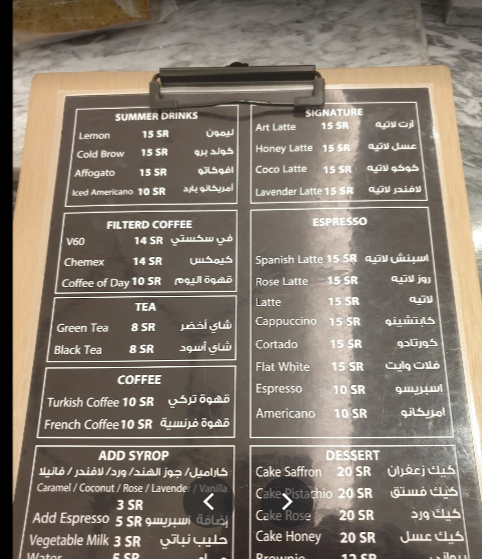 SUMMER DRINKS
Lemon 15 SR ليمون
Cold Brow 15 SR كولد برو
Affogato 15 SR افوكاتو
Iced Americano 10 SR امريكانو بارد
FILTERD COFFEE
V60 14 SR في سكستي
Chemex 14 SR كيمكس
Coffee of Day 10 SR قهوة اليوم
TEA
Green Tea 8 SR شاي أخضر
Black Tea 8 SR شاي أسود
COFFEE
Turkish Coffee 10 SR قهوة تركي
French Coffee 10 SR قهوة فرنسية
ADD SYROP
كاراميل/ جوز الهند/ ورد/ لافندر / فانيلا
Caramel / Coconut / Rose / Lavender / Vanilla
3 SR
Add Espresso 5 SR إضافة اسبريسو
Vegetable Milk 3 SR حليب نباتي
Water 5 SR
SIGNATURE
Art Latte 15 SR ارت لاتيه
Honey Latte 15 SR عسل لاتيه
Coco Latte 15 SR كوكو لاتيه
Lavender Latte 15 SR لافندر لاتيه
ESPRESSO
Spanish Latte 15 SR اسبنش لاتيه
Rose Latte 15 SR روز لاتيه
Latte 15 SR لاتيه
Cappuccino 15 SR كابتشينو
Cortado 15 SR كورتادو
Flat White 15 SR فلات وايت
Espresso 10 SR اسبريسو
Americano 10 SR امريكانو
DESSERT
Cake Saffron 20 SR كيك زعفران
Cake Pistachio 20 SR كيك فستق
Cake Rose 20 SR كيك ورد
Cake Honey 20 SR كيك عسل
Brownie 12 SR